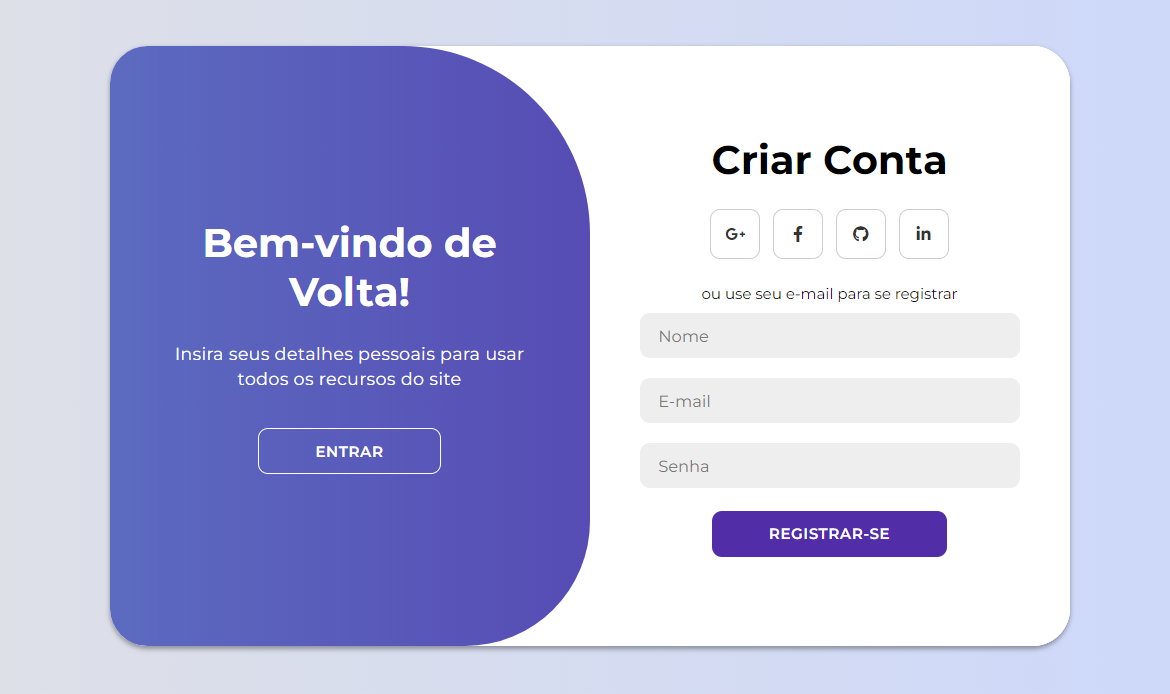 Bem-vindo de
Volta!
Insira seus detalhes pessoais para usar
todos os recursos do site
ENTRAR
Criar Conta
G+
f
in
ou use seu e-mail para se registrar
Nome
E-mail
Senha
REGISTRAR-SE